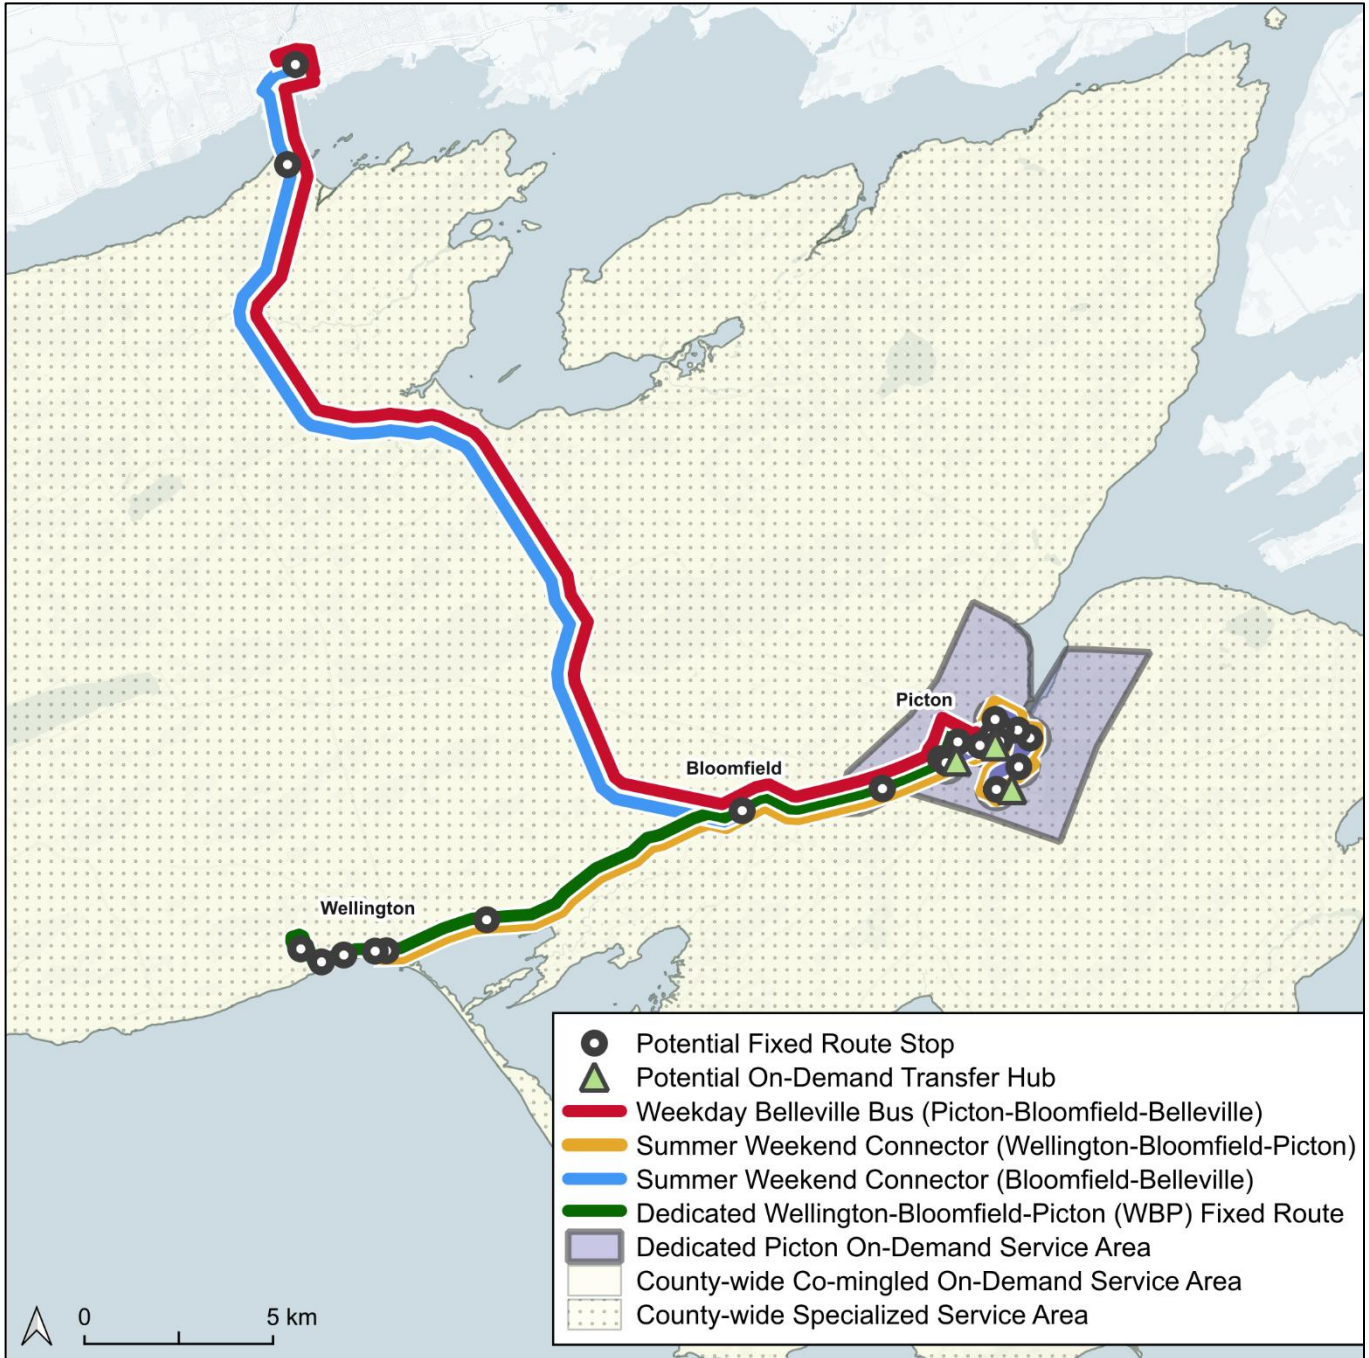 Picton
Bloomfield
Wellington
Potential Fixed Route Stop
Potential On-Demand Transfer Hub
Weekday Belleville Bus (Picton-Bloomfield-Belleville)
Summer Weekend Connector (Wellington-Bloomfield-Picton)
Summer Weekend Connector (Bloomfield-Belleville)
Dedicated Wellington-Bloomfield-Picton (WBP) Fixed Route
Dedicated Picton On-Demand Service Area
County-wide Co-mingled On-Demand Service Area
County-wide Specialized Service Area
0 5 km